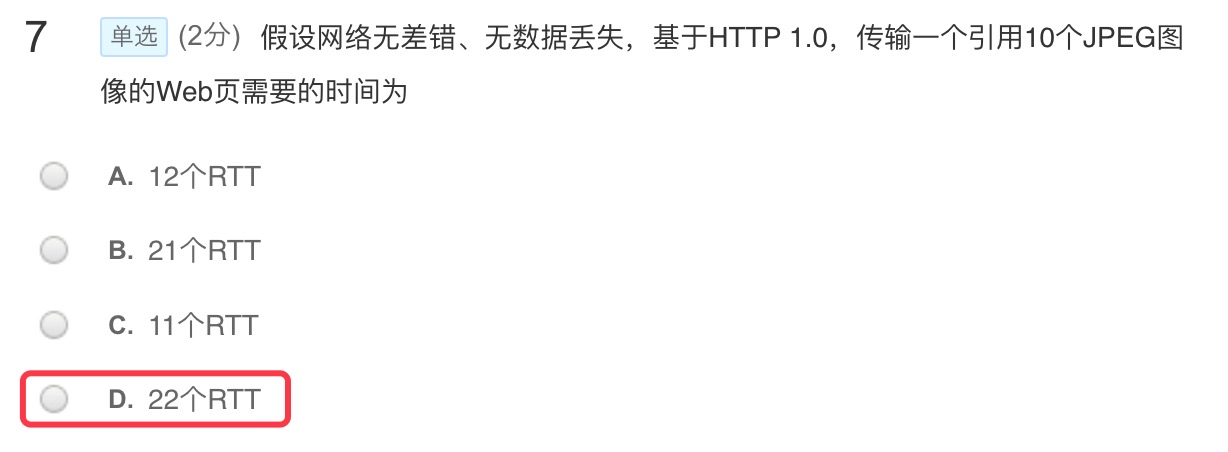 7 单选 (2分) 假设网络无差错、无数据丢失，基于HTTP 1.0，传输一个引用10个JPEG图
像的Web页需要的时间为
A. 12个RTT
B. 21个RTT
C. 11个RTT
D. 22个RTT